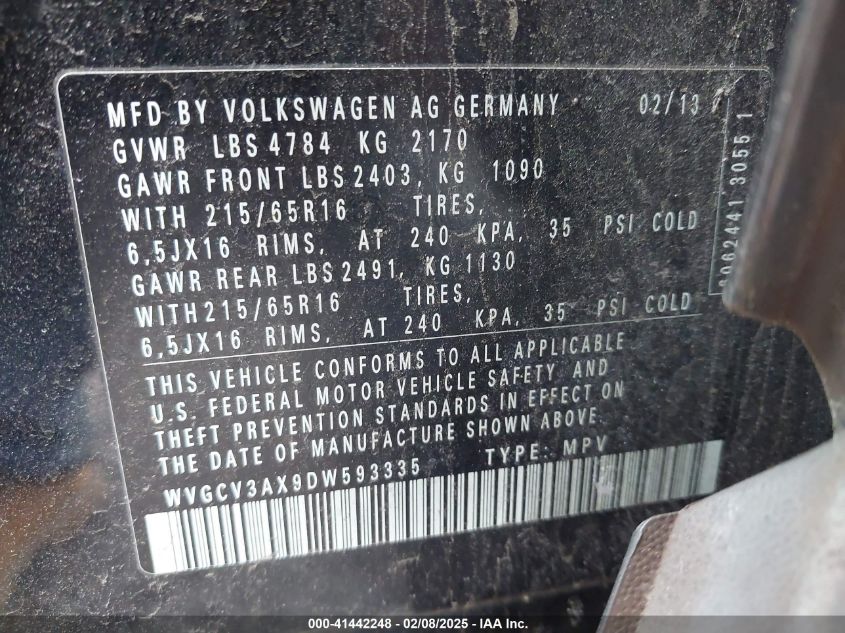 MFD BY VOLKSWAGEN AG GERMANY 02/13
GVWR LBS 4784 KG 2170
GAWR FRONT LBS 2403, KG 1090
WITH 215/65R16 TIRES,
6,5JX16 RIMS, AT 240 KPA, 35 PSI COLD
GAWR REAR LBS 2491, KG 1130
WITH 215/65R16 TIRES,
6,5JX16 RIMS, AT 240 KPA, 35 PSI COLD
THIS VEHICLE CONFORMS TO ALL APPLICABLE
U.S. FEDERAL MOTOR VEHICLE SAFETY AND
THEFT PREVENTION STANDARDS IN EFFECT ON
THE DATE OF MANUFACTURE SHOWN ABOVE.
WVGCV3AX9DW593335 TYPE: MPV
3055 1
000-41442248 - 02/08/2025 - IAA Inc.